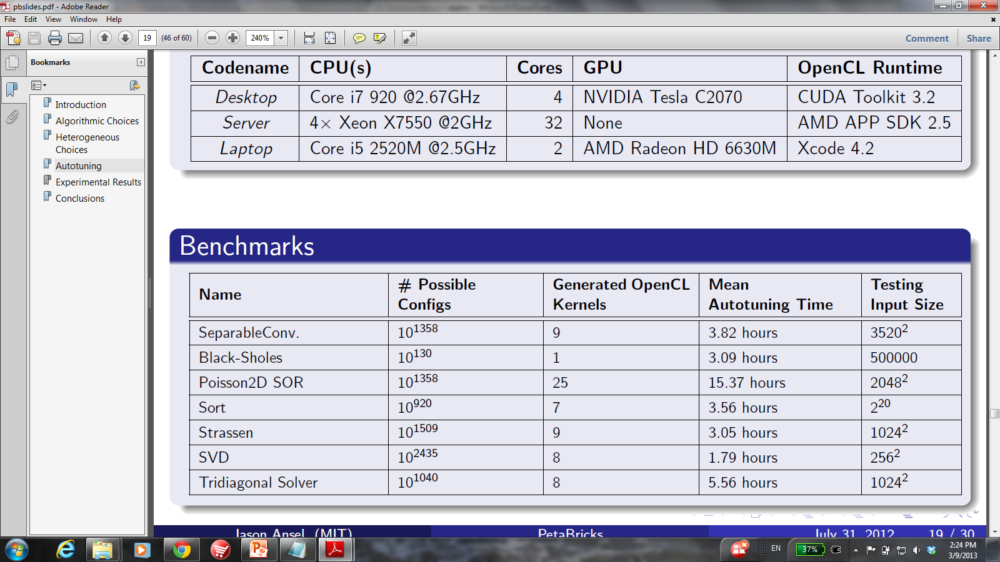 pbslides.pdf - Adobe Reader
File Edit View Window Help
19 (46 of 60) 240% Comment Share
Bookmarks
Introduction
Algorithmic Choices
Heterogeneous
Choices
Autotuning
Experimental Results
Conclusions
Codename CPU(s) Cores GPU OpenCL Runtime
Desktop Core i7 920 @2.67GHz 4 NVIDIA Tesla C2070 CUDA Toolkit 3.2
Server 4× Xeon X7550 @2GHz 32 None AMD APP SDK 2.5
Laptop Core i5 2520M @2.5GHz 2 AMD Radeon HD 6630M Xcode 4.2
Benchmarks
Name # Possible Configs Generated OpenCL Kernels Mean Autotuning Time Testing Input Size
SeparableConv. 10^1358 9 3.82 hours 3520^2
Black-Sholes 10^130 1 3.09 hours 500000
Poisson2D SOR 10^1358 25 15.37 hours 2048^2
Sort 10^920 7 3.56 hours 2^20
Strassen 10^1509 9 3.05 hours 1024^2
SVD 10^2435 8 1.79 hours 256^2
Tridiagonal Solver 10^1040 8 5.56 hours 1024^2
Jason Ansel (MIT) PetaBricks July 31, 2012 19 / 30
EN 37% 2:24 PM
3/9/2013